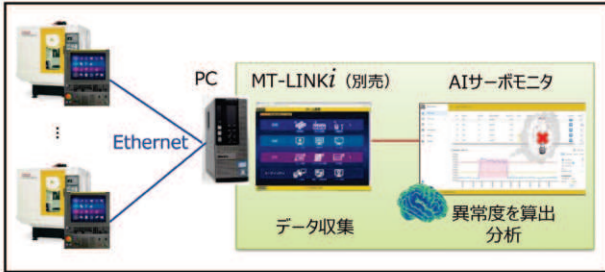 PC
MT-LINKi（別売）
AIサーボモニタ
Ethernet
データ収集
異常度を算出
分析